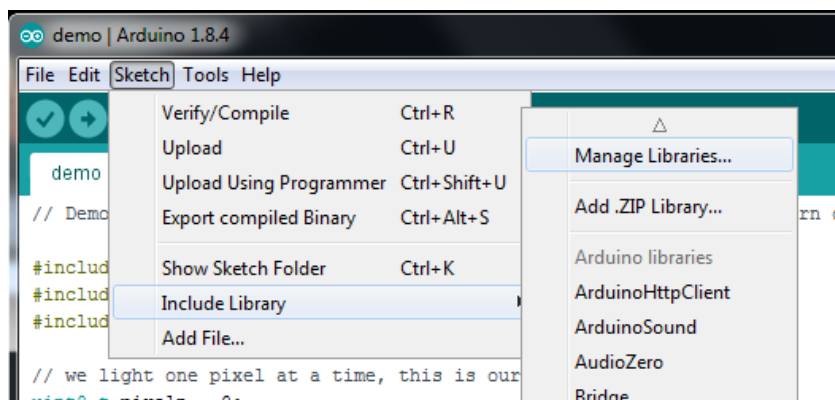 demo | Arduino 1.8.4
File Edit Sketch Tools Help
Verify/Compile Ctrl+R
Upload Ctrl+U
Upload Using Programmer Ctrl+Shift+U
Export compiled Binary Ctrl+Alt+S
Show Sketch Folder Ctrl+K
Include Library
Add File...
Manage Libraries...
Add .ZIP Library...
Arduino libraries
ArduinoHttpClient
ArduinoSound
AudioZero
Bridge
demo
// Demo
#includ
#includ
#includ
// we light one pixel at a time, this is our